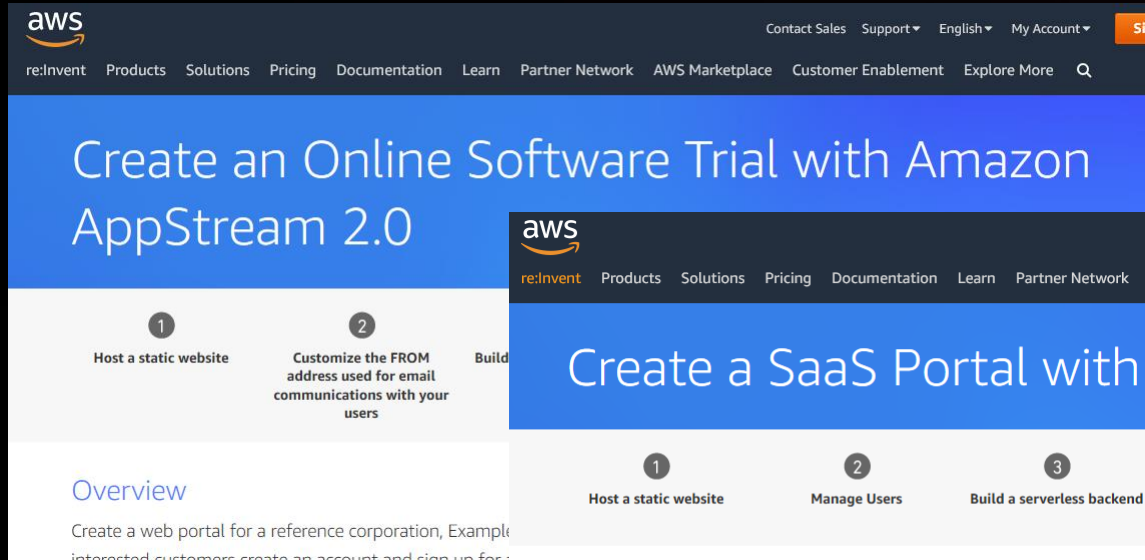 aws
Contact Sales Support English My Account
re:Invent Products Solutions Pricing Documentation Learn Partner Network AWS Marketplace Customer Enablement Explore More
Create an Online Software Trial with Amazon
AppStream 2.0
1
Host a static website
2
Customize the FROM
address used for email
communications with your
users
Build
Overview
Create a web portal for a reference corporation, Example
aws
re:Invent Products Solutions Pricing Documentation Learn Partner Network
Create a SaaS Portal with
1
Host a static website
2
Manage Users
3
Build a serverless backend